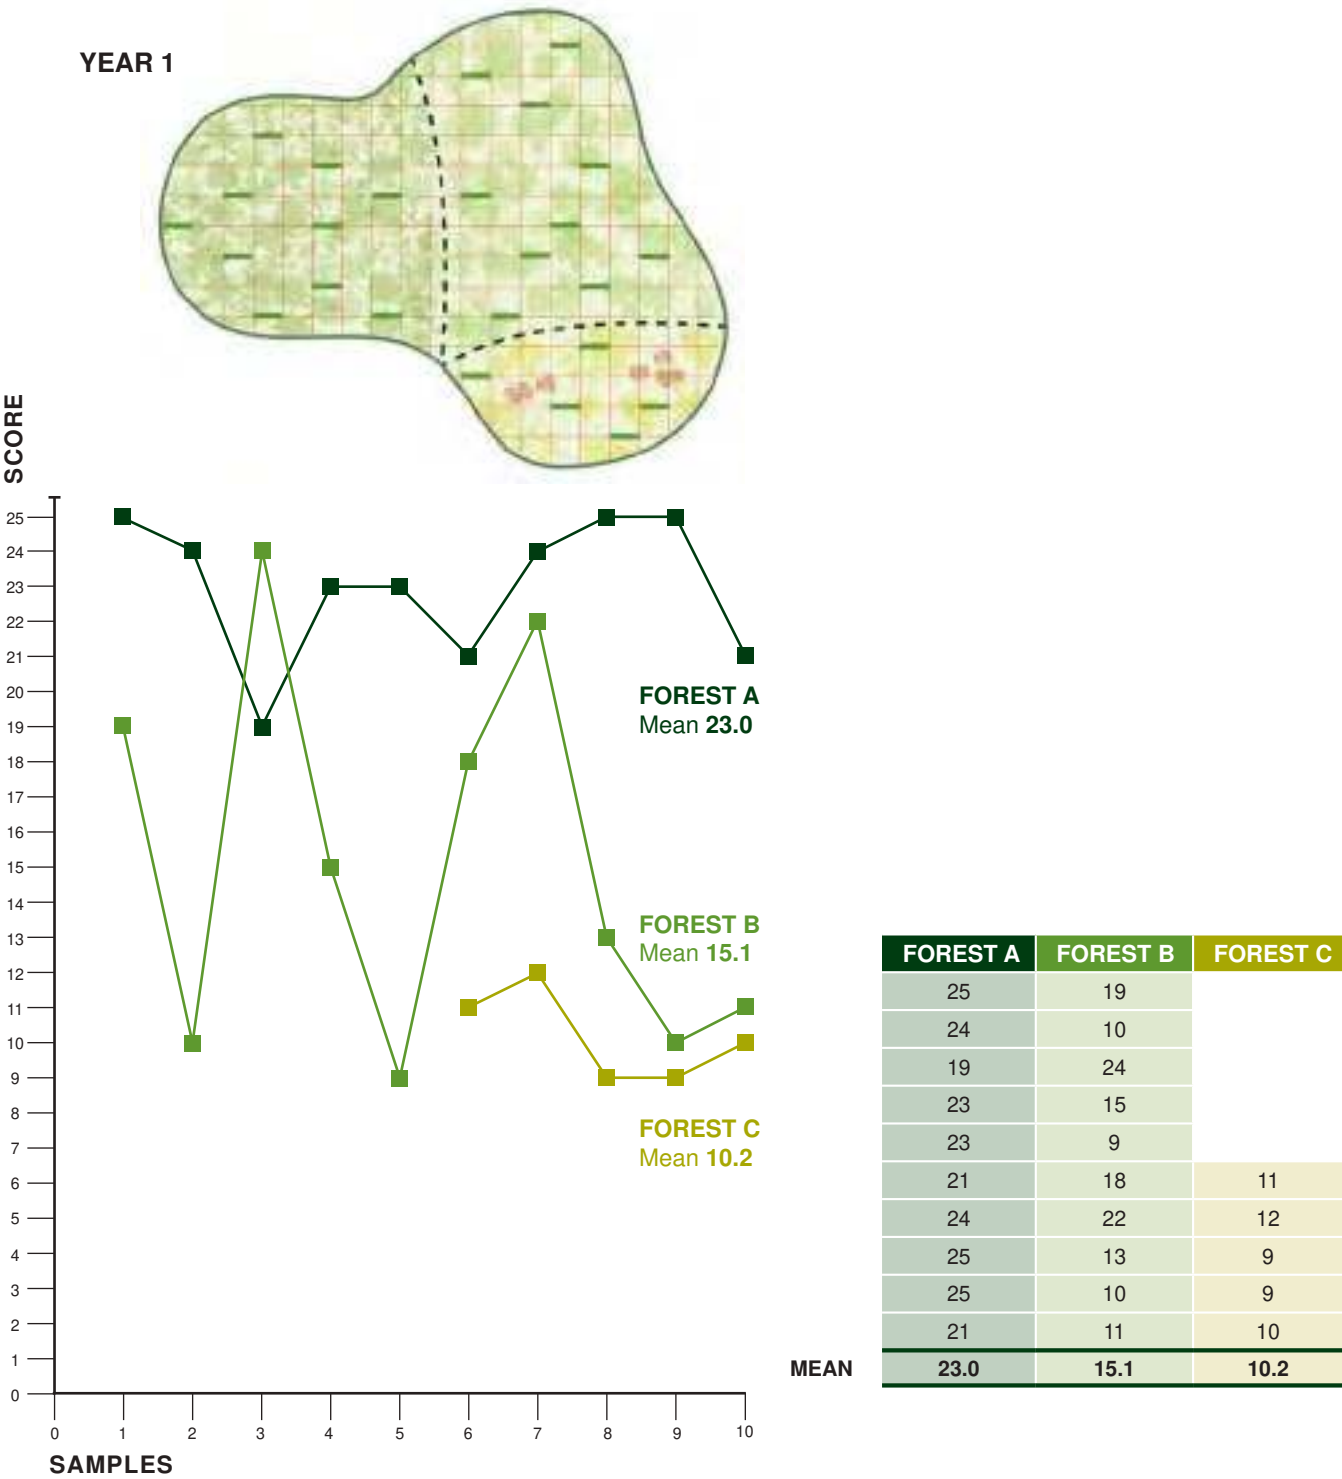 YEAR 1
SCORE
25
24
23
22
21
20
19
18
17
16
15
14
13
12
11
10
9
8
7
6
5
4
3
2
1
0
FOREST A
Mean 23.0
FOREST B
Mean 15.1
FOREST C
Mean 10.2
0 1 2 3 4 5 6 7 8 9 10
SAMPLES
FOREST A FOREST B FOREST C
25 19
24 10
19 24
23 15
23 9
21 18 11
24 22 12
25 13 9
25 10 9
21 11 10
MEAN 23.0 15.1 10.2